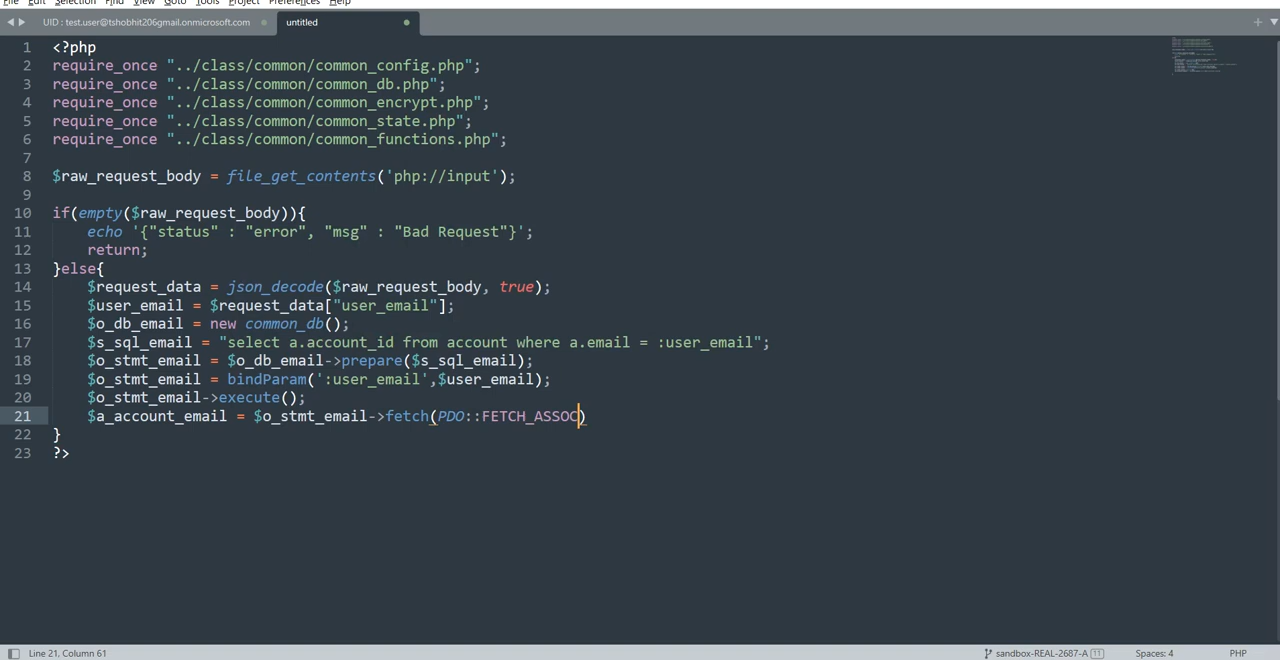 File Edit Selection Find View Goto Tools Project Preferences Help
UID : test.user@tshobhit206gmail.onmicrosoft.com untitled
1 <?php
2 require_once "../class/common/common_config.php";
3 require_once "../class/common/common_db.php";
4 require_once "../class/common/common_encrypt.php";
5 require_once "../class/common/common_state.php";
6 require_once "../class/common/common_functions.php";
7
8 $raw_request_body = file_get_contents('php://input');
9
10 if(empty($raw_request_body)){
11     echo '{"status" : "error", "msg" : "Bad Request"}';
12     return;
13 }else{
14     $request_data = json_decode($raw_request_body, true);
15     $user_email = $request_data["user_email"];
16     $o_db_email = new common_db();
17     $s_sql_email = "select a.account_id from account where a.email = :user_email";
18     $o_stmt_email = $o_db_email->prepare($s_sql_email);
19     $o_stmt_email = bindParam(':user_email',$user_email);
20     $o_stmt_email->execute();
21     $a_account_email = $o_stmt_email->fetch(PDO::FETCH_ASSOC)
22 }
23 ?>
Line 21, Column 61 sandbox-REAL-2687-A 11 Spaces: 4 PHP